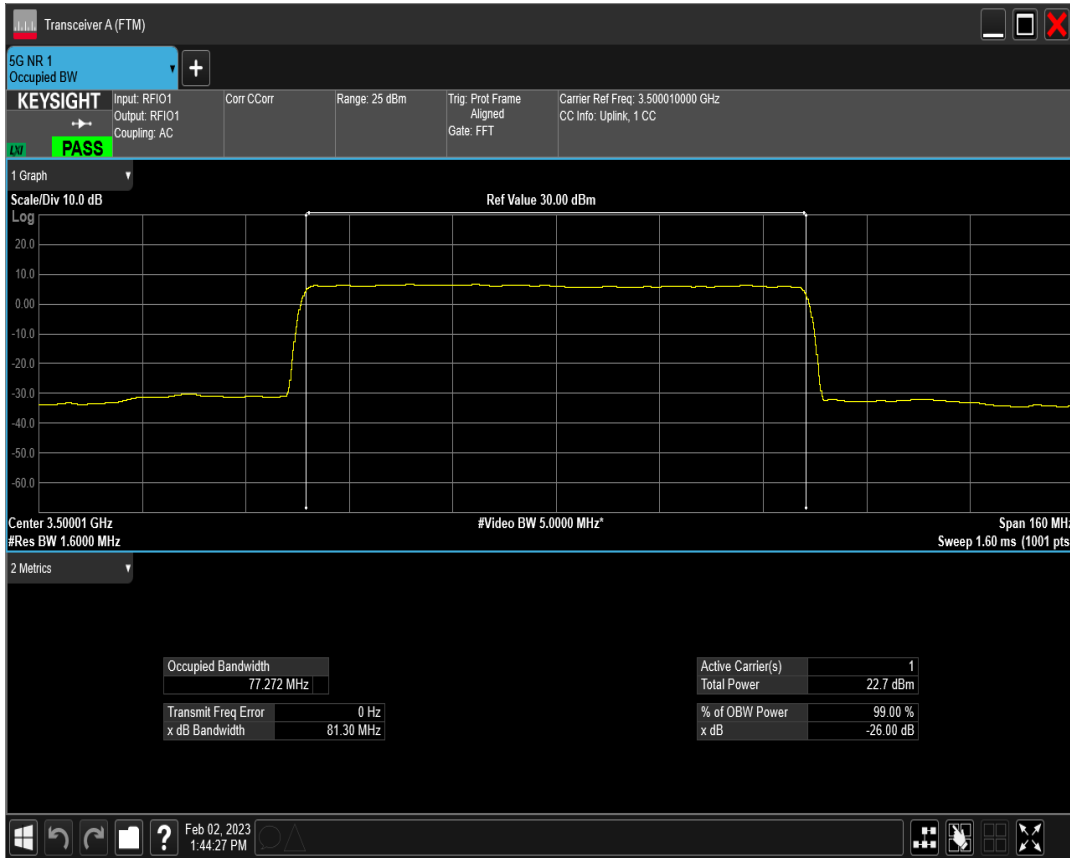 Transceiver A (FTM)
5G NR 1
Occupied BW
+
KEYSIGHT
LXI
PASS
Input: RFIO1
Output: RFIO1
Coupling: AC
Corr CCorr
Range: 25 dBm
Trig: Prot Frame
Aligned
Gate: FFT
Carrier Ref Freq: 3.500010000 GHz
CC Info: Uplink, 1 CC
1 Graph
Scale/Div 10.0 dB
Ref Value 30.00 dBm
Log
20.0
10.0
0.00
-10.0
-20.0
-30.0
-40.0
-50.0
-60.0
Center 3.50001 GHz
#Video BW 5.0000 MHz*
Span 160 MHz
#Res BW 1.6000 MHz
Sweep 1.60 ms (1001 pts
2 Metrics
Occupied Bandwidth
77.272 MHz
Transmit Freq Error 0 Hz
x dB Bandwidth 81.30 MHz
Active Carrier(s) 1
Total Power 22.7 dBm
% of OBW Power 99.00 %
x dB -26.00 dB
?
Feb 02, 2023
1:44:27 PM